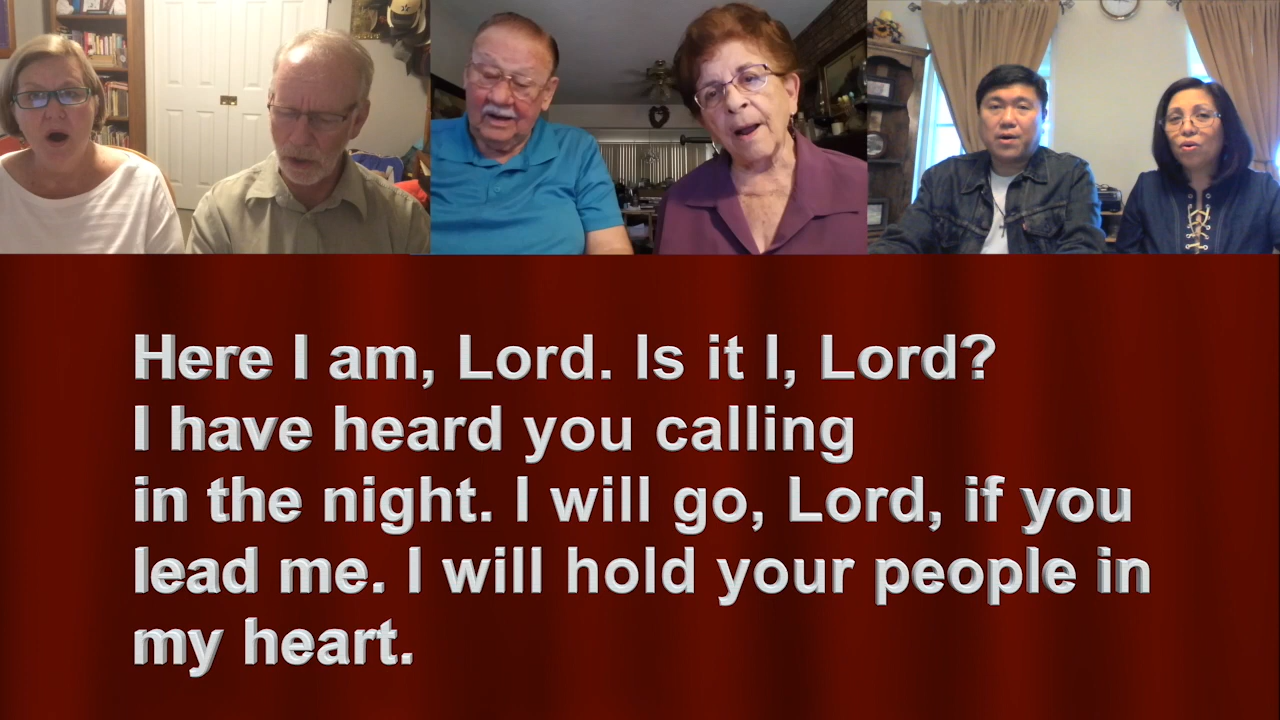 Here I am, Lord. Is it I, Lord?
I have heard you calling
in the night. I will go, Lord, if you
lead me. I will hold your people in
my heart.